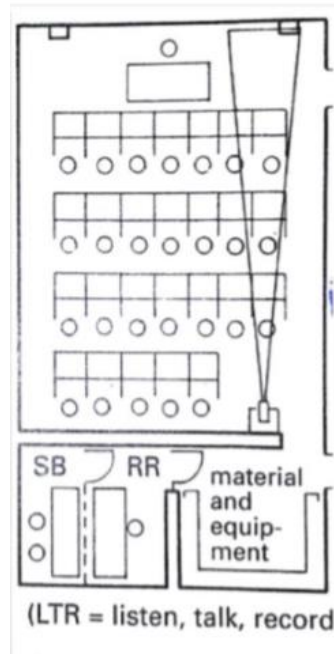 SB
RR
material
and
equip-
ment
(LTR = listen, talk, record